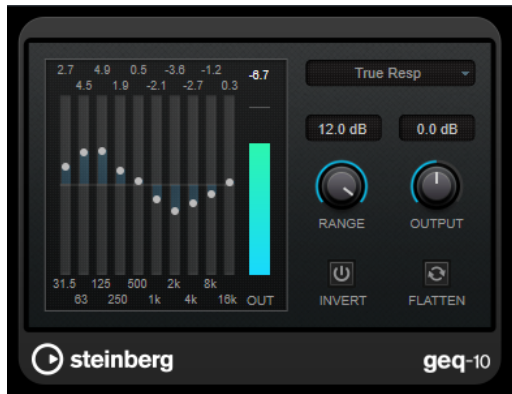 2.7 4.9 0.5 -3.6 -1.2 -6.7
4.5 1.9 -2.1 -2.7 0.3
True Resp
12.0 dB 0.0 dB
RANGE OUTPUT
31.5 125 500 2k 8k
63 250 1k 4k 16k OUT
INVERT FLATTEN
steinberg geq-10